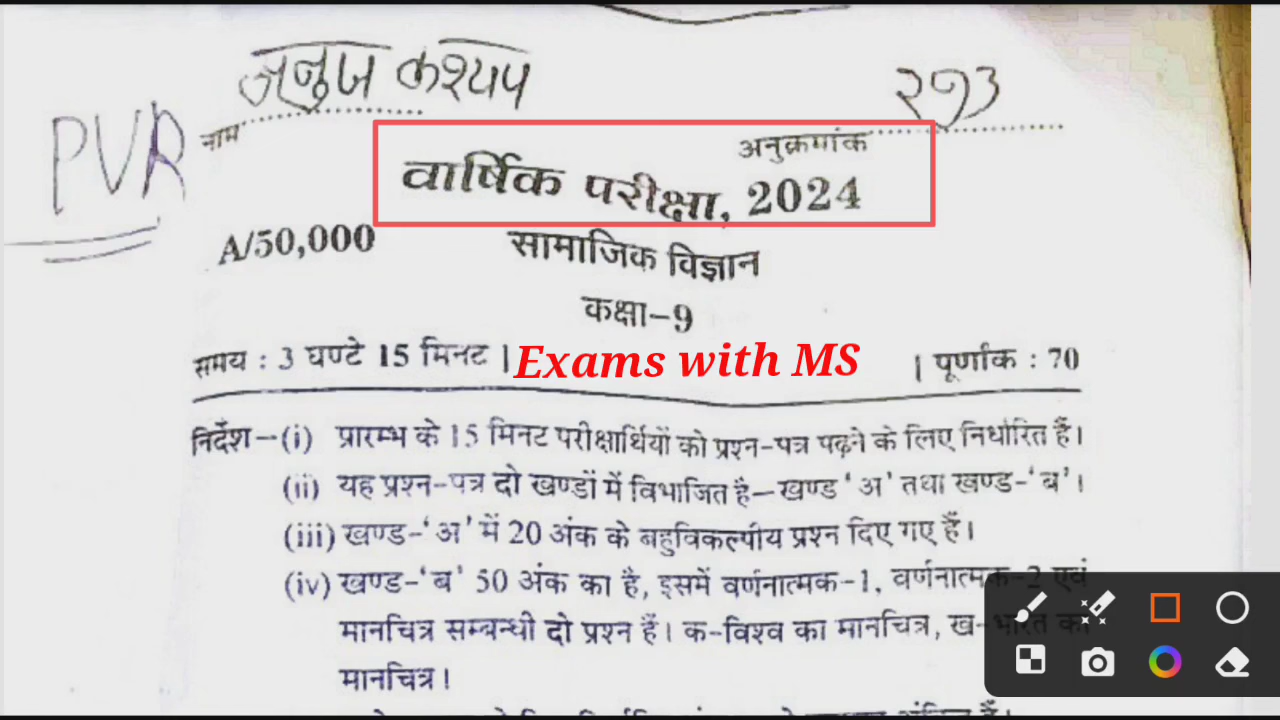 अनुज कश्यप
२७३
PVR
नाम
अनुक्रमांक
वार्षिक परीक्षा, 2024
A/50,000
सामाजिक विज्ञान
कक्षा–9
समय : 3 घण्टे 15 मिनट |
Exams with MS
| पूर्णांक : 70
निर्देश–(i) प्रारम्भ के 15 मिनट परीक्षार्थियों को प्रश्न-पत्र पढ़ने के लिए निर्धारित हैं।
(ii) यह प्रश्न-पत्र दो खण्डों में विभाजित है–खण्ड ‘अ’ तथा खण्ड-‘ब’।
(iii) खण्ड-‘अ’ में 20 अंक के बहुविकल्पीय प्रश्न दिए गए हैं।
(iv) खण्ड-‘ब’ 50 अंक का है, इसमें वर्णनात्मक-1, वर्णनात्मक-2 एवं
मानचित्र सम्बन्धी दो प्रश्न हैं। क-विश्व का मानचित्र, ख-भारत का
मानचित्र।